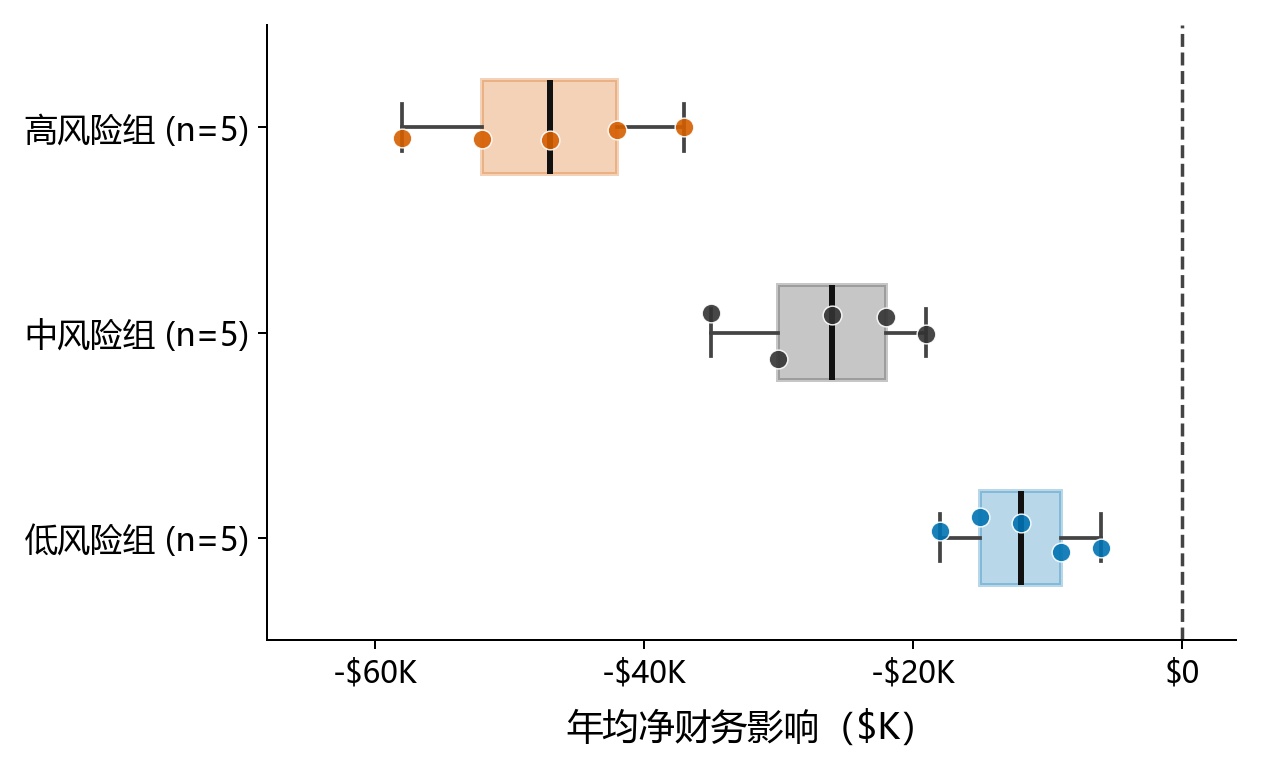 高风险组 (n=5)
中风险组 (n=5)
低风险组 (n=5)
-$60K
-$40K
-$20K
$0
年均净财务影响（$K）